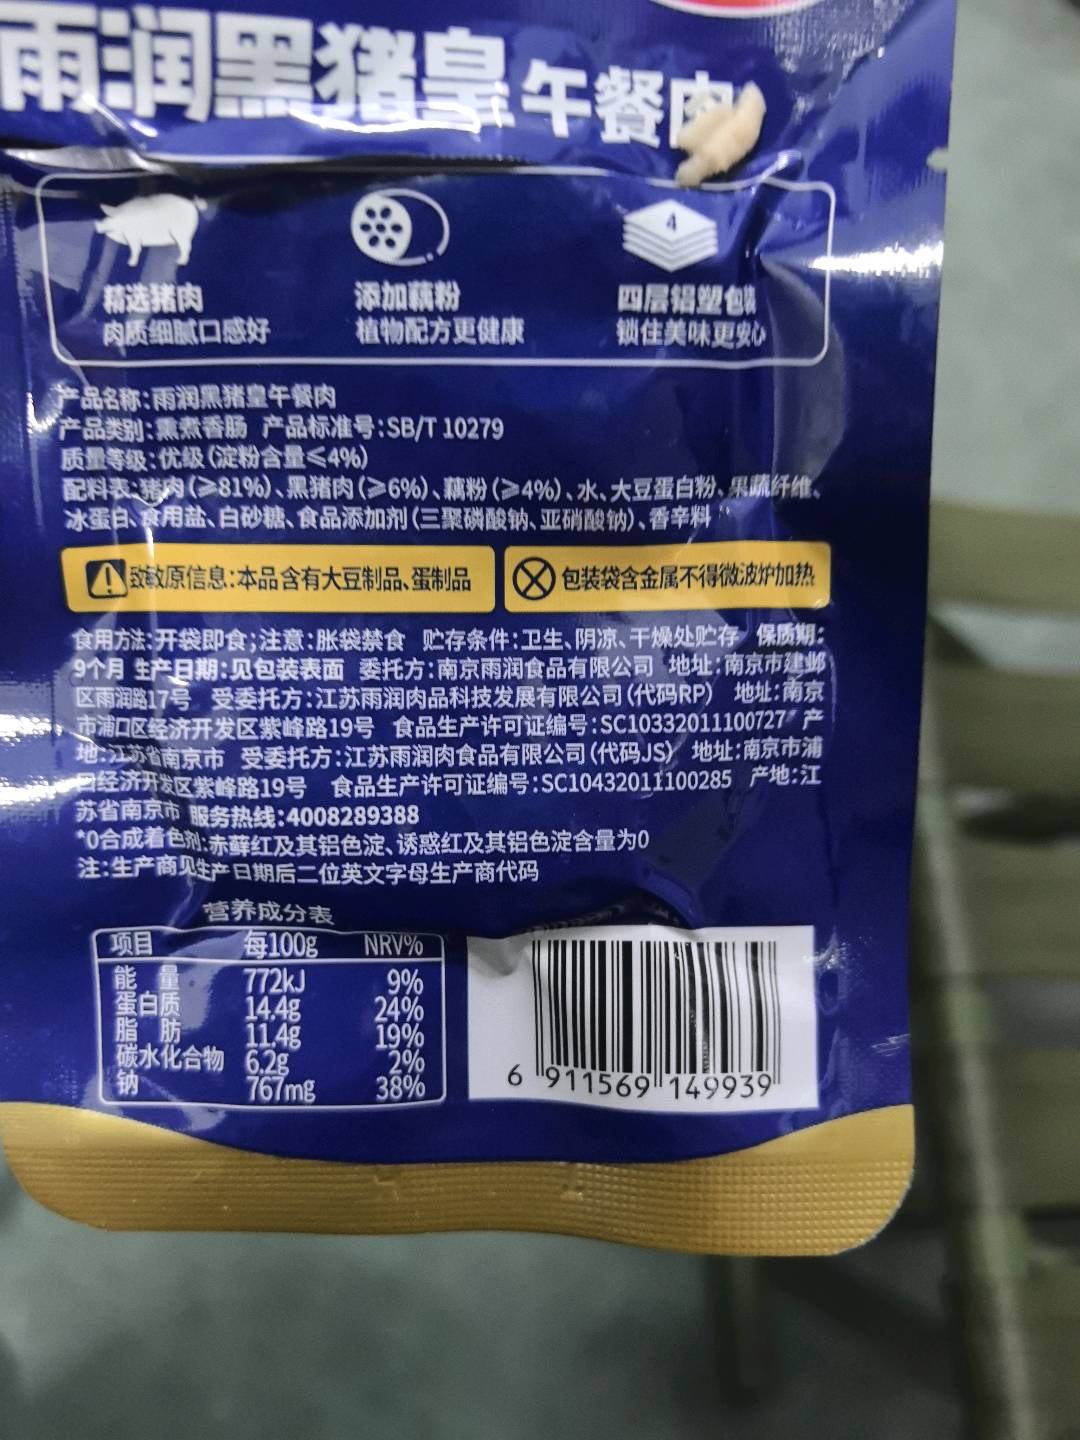 雨润黑猪皇午餐肉
精选猪肉
肉质细腻口感好
添加藕粉
植物配方更健康
4
四层铝塑包装
锁住美味更安心
产品名称:雨润黑猪皇午餐肉
产品类别:熏煮香肠 产品标准号:SB/T 10279
质量等级:优级(淀粉含量≤4%)
配料表:猪肉(≥81%)、黑猪肉(≥6%)、藕粉(≥4%)、水、大豆蛋白粉、果蔬纤维、
冰蛋白、食用盐、白砂糖、食品添加剂(三聚磷酸钠、亚硝酸钠)、香辛料
致敏原信息:本品含有大豆制品、蛋制品
包装袋含金属不得微波炉加热
食用方法:开袋即食;注意:胀袋禁食 贮存条件:卫生、阴凉、干燥处贮存 保质期:
9个月 生产日期:见包装表面 委托方:南京雨润食品有限公司 地址:南京市建邺
区雨润路17号 受委托方:江苏雨润肉品科技发展有限公司(代码RP) 地址:南京
市浦口区经济开发区紫峰路19号 食品生产许可证编号:SC10332011100727 产
地:江苏省南京市 受委托方:江苏雨润肉食品有限公司(代码JS) 地址:南京市浦
口经济开发区紫峰路19号 食品生产许可证编号:SC10432011100285 产地:江
苏省南京市 服务热线:4008289388
*0合成着色剂:赤藓红及其铝色淀、诱惑红及其铝色淀含量为0
注:生产商见生产日期后二位英文字母生产商代码
营养成分表
项目 每100g NRV%
能量 772kJ 9%
蛋白质 14.4g 24%
脂肪 11.4g 19%
碳水化合物 6.2g 2%
钠 767mg 38%
6 911569 149939